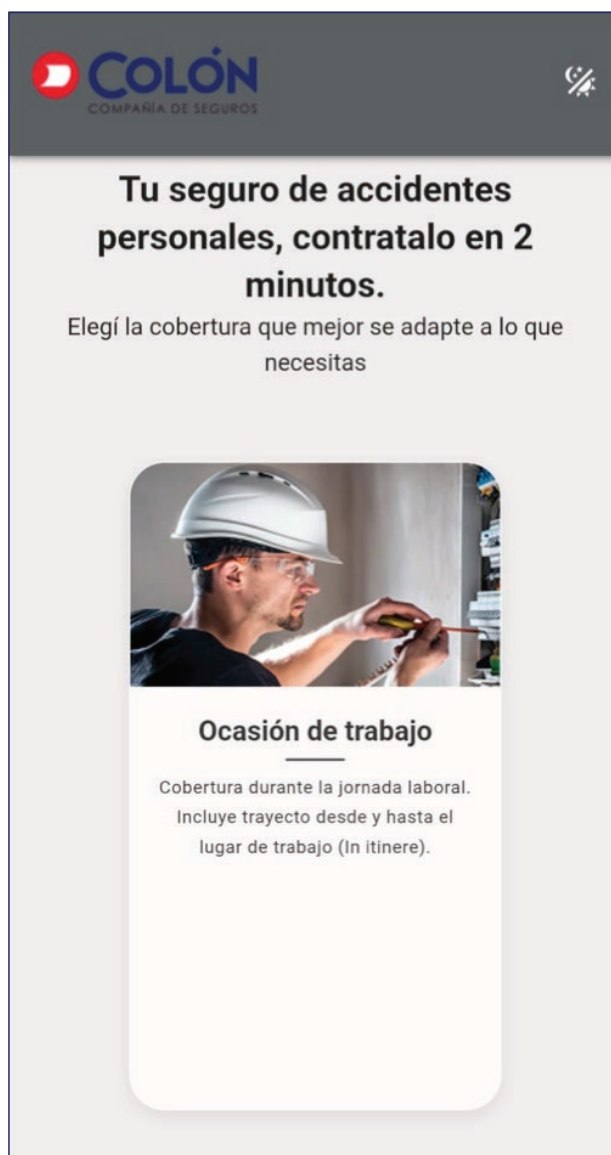 COLÓN
COMPAÑÍA DE SEGUROS
Tu seguro de accidentes
personales, contratalo en 2
minutos.
Elegí la cobertura que mejor se adapte a lo que
necesitas
Ocasión de trabajo
Cobertura durante la jornada laboral.
Incluye trayecto desde y hasta el
lugar de trabajo (In itinere).